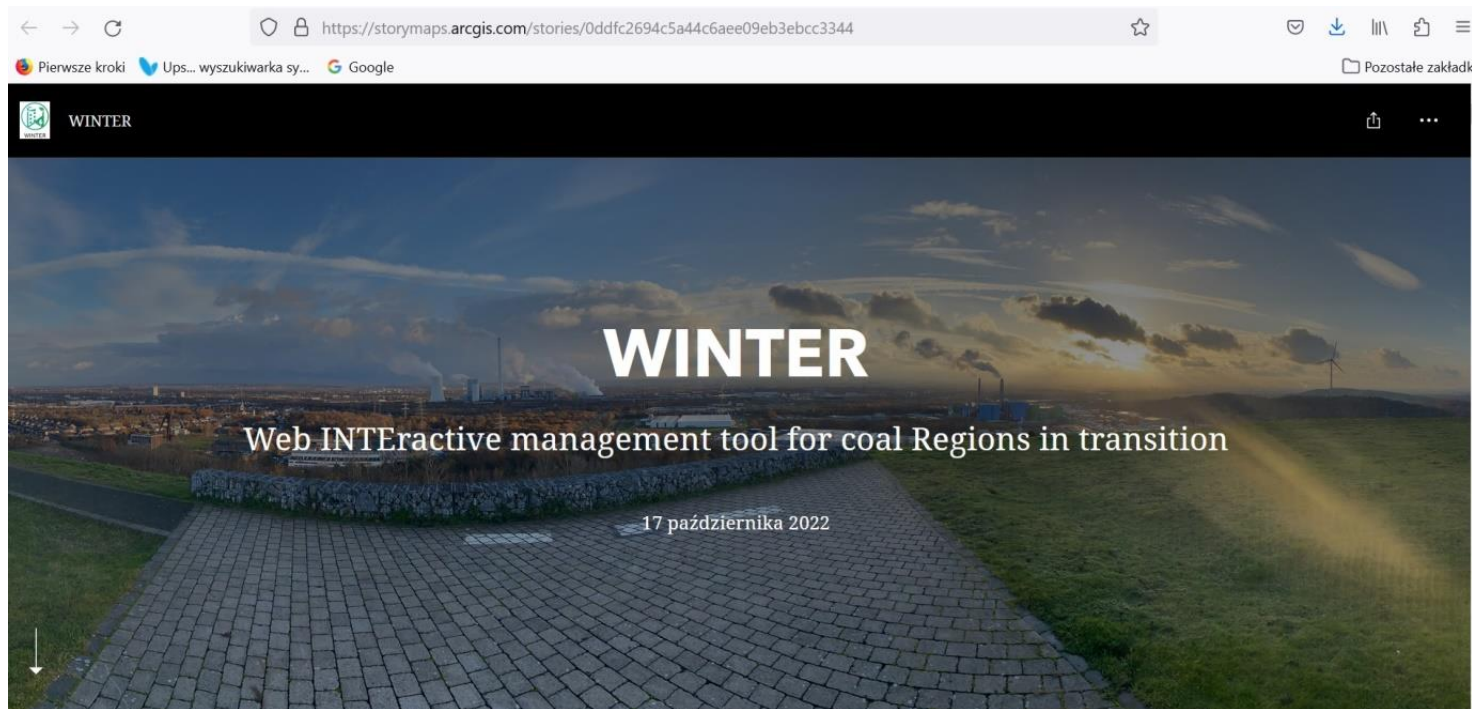 https://storymaps.arcgis.com/stories/0ddfc2694c5a44c6aee09eb3ebcc3344
Pierwsze kroki Ups... wyszukiwarka sy... Google Pozostałe zakładk
WINTER WINTER
WINTER
Web INTEractive management tool for coal Regions in transition
17 października 2022